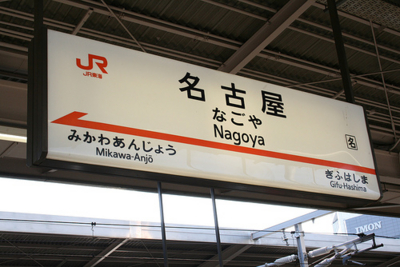 JR
JR東海
名古屋
なごや
Nagoya
名
みかわあんじょう
Mikawa-Anjō
ぎふはしま
Gifu-Hashima
IMON